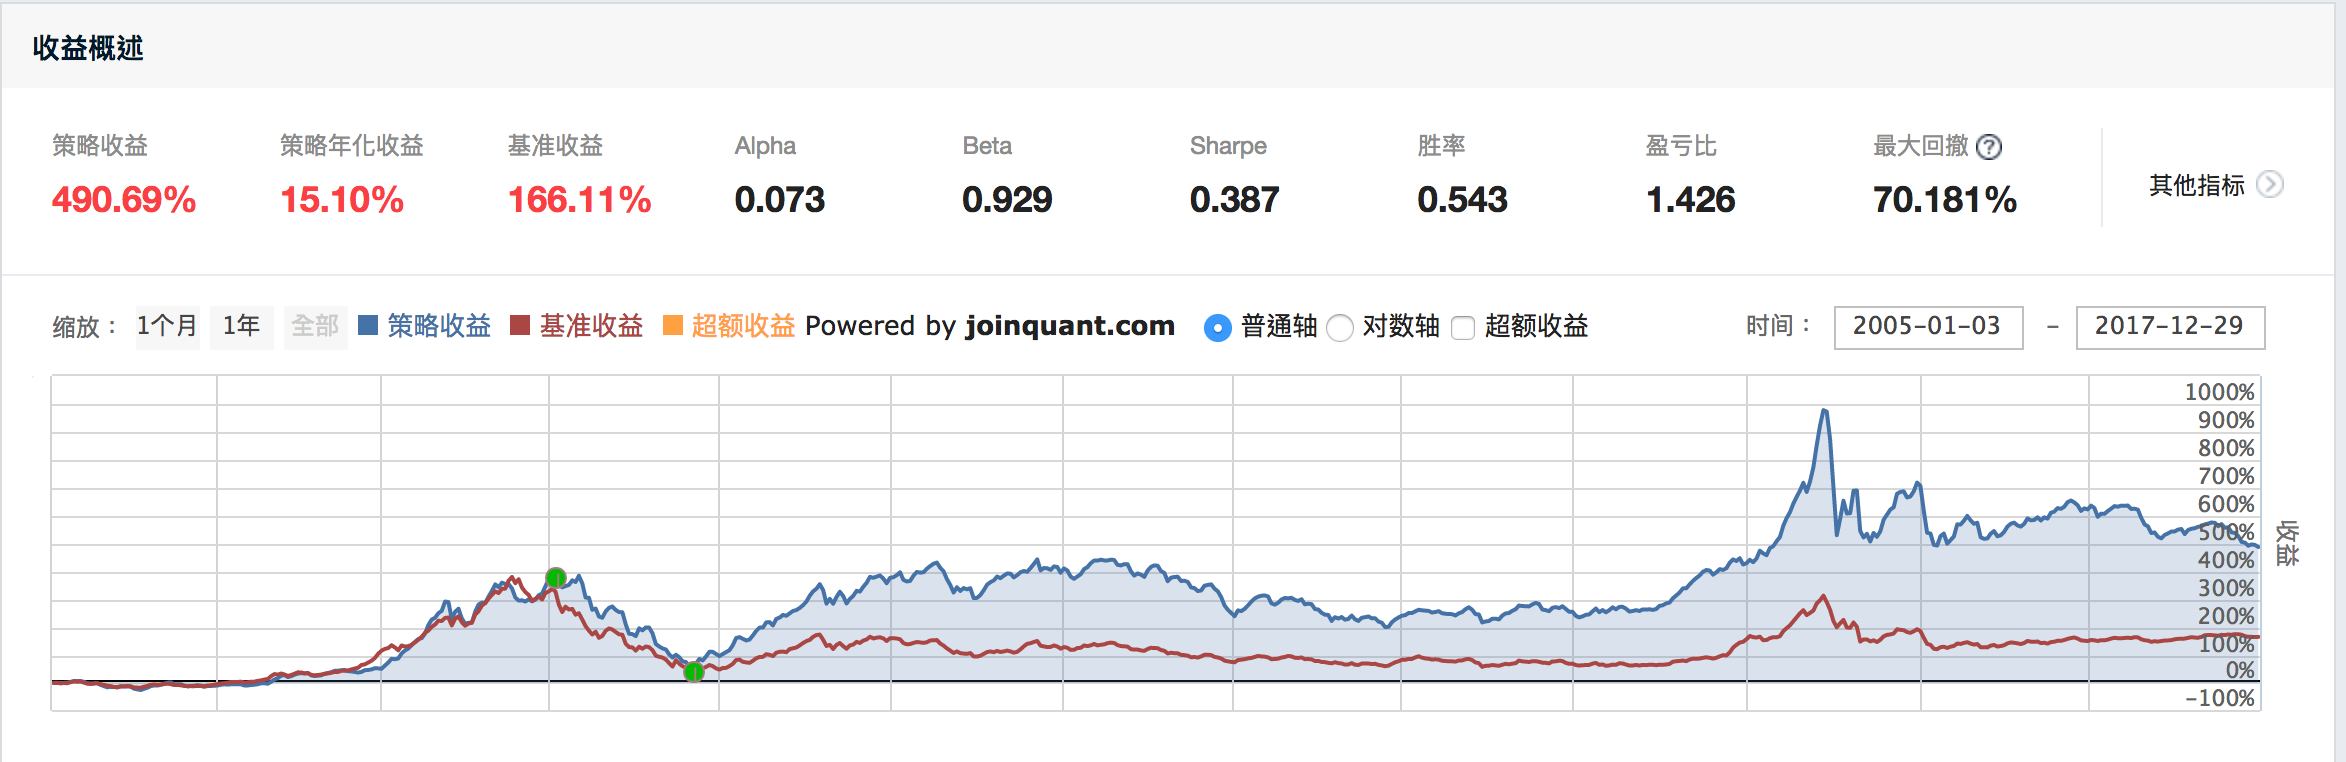 收益概述
策略收益 策略年化收益 基准收益 Alpha Beta Sharpe 胜率 盈亏比 最大回撤 ?
490.69% 15.10% 166.11% 0.073 0.929 0.387 0.543 1.426 70.181% 其他指标
缩放： 1个月 1年 全部 策略收益 基准收益 超额收益 Powered by joinquant.com 普通轴 对数轴 超额收益 时间： 2005-01-03 - 2017-12-29
1000%
900%
800%
700%
600%
500%
400%
300%
200%
100%
0%
-100%
收益